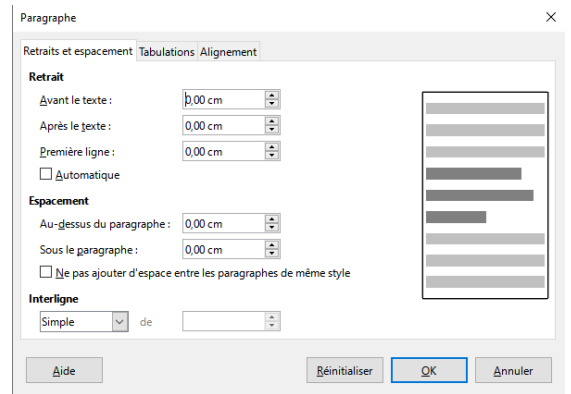 Paragraphe
Retraits et espacement Tabulations Alignement
Retrait
Avant le texte : 0,00 cm
Après le texte : 0,00 cm
Première ligne : 0,00 cm
Automatique
Espacement
Au-dessus du paragraphe : 0,00 cm
Sous le paragraphe : 0,00 cm
Ne pas ajouter d'espace entre les paragraphes de même style
Interligne
Simple de
Aide Réinitialiser OK Annuler